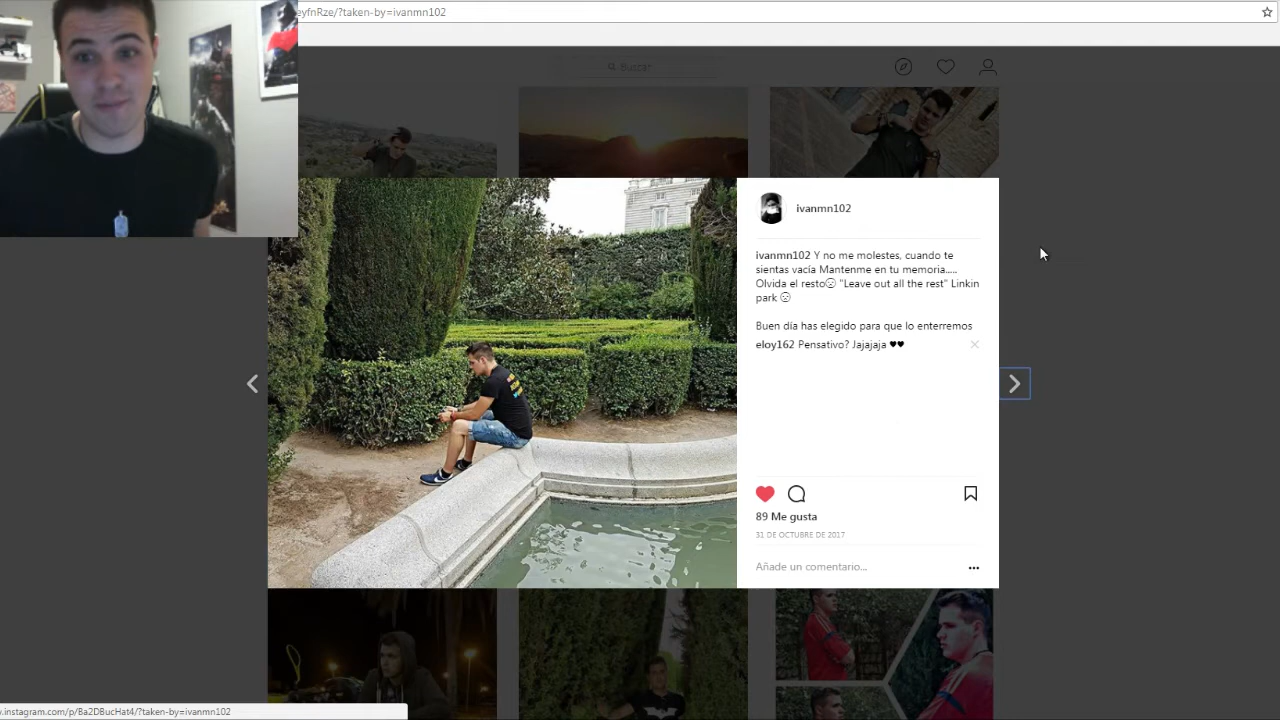 eyfnRze/?taken-by=ivanmn102
Buscar
ivanmn102
ivanmn102 Y no me molestes, cuando te
sientas vacía Mantenme en tu memoria.....
Olvida el resto☹ "Leave out all the rest" Linkin
park ☹
Buen día has elegido para que lo enterremos
eloy162 Pensativo? Jajajaja ♥♥
89 Me gusta
31 DE OCTUBRE DE 2017
Añade un comentario...
w.instagram.com/p/Ba2DBucHat4/?taken-by=ivanmn102